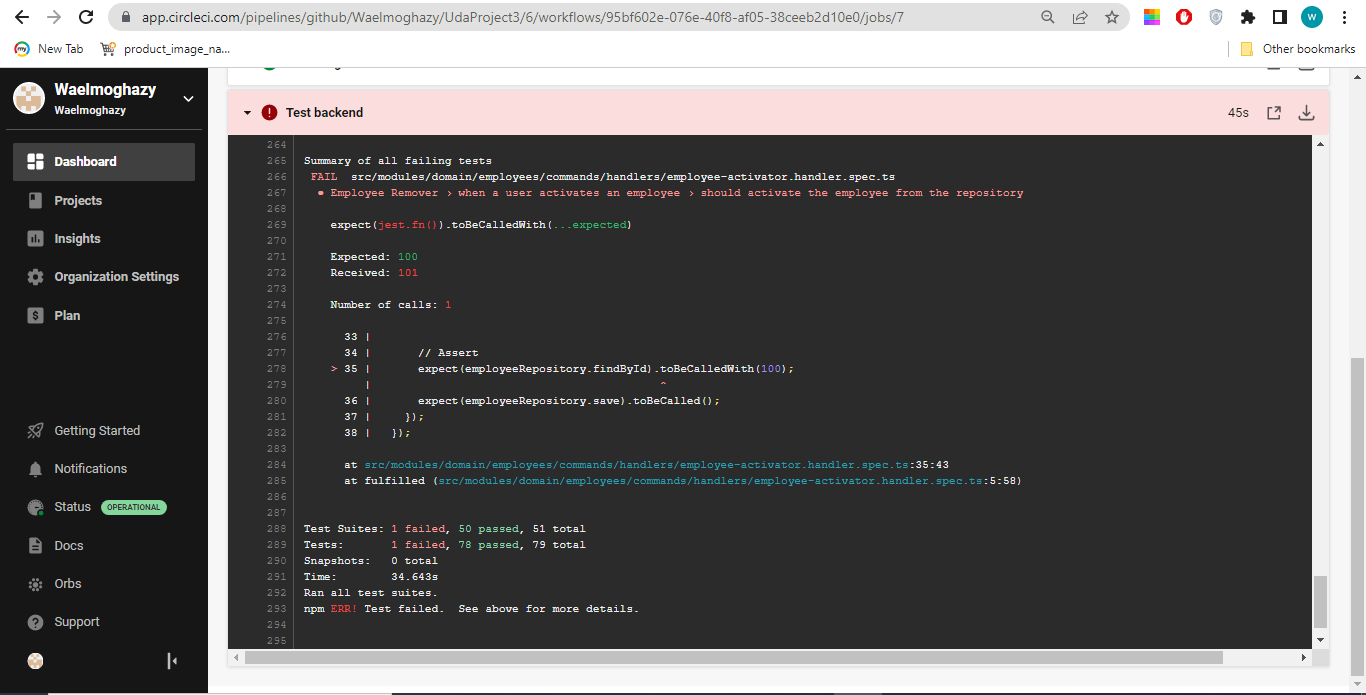 app.circleci.com/pipelines/github/Waelmoghazy/UdaProject3/6/workflows/95bf602e-076e-40f8-af05-38ceeb2d10e0/jobs/7
W
my New Tab product_image_na... Other bookmarks
Waelmoghazy
Waelmoghazy
Dashboard
Projects
Insights
Organization Settings
$ Plan
Getting Started
Notifications
Status OPERATIONAL
Docs
Orbs
? Support
! Test backend 45s
264
265 Summary of all failing tests
266 FAIL src/modules/domain/employees/commands/handlers/employee-activator.handler.spec.ts
267 ● Employee Remover › when a user activates an employee › should activate the employee from the repository
268
269 expect(jest.fn()).toBeCalledWith(...expected)
270
271 Expected: 100
272 Received: 101
273
274 Number of calls: 1
275
276 33 |
277 34 | // Assert
278 > 35 | expect(employeeRepository.findById).toBeCalledWith(100);
279 | ^
280 36 | expect(employeeRepository.save).toBeCalled();
281 37 | });
282 38 | });
283
284 at src/modules/domain/employees/commands/handlers/employee-activator.handler.spec.ts:35:43
285 at fulfilled (src/modules/domain/employees/commands/handlers/employee-activator.handler.spec.ts:5:58)
286
287
288 Test Suites: 1 failed, 50 passed, 51 total
289 Tests: 1 failed, 78 passed, 79 total
290 Snapshots: 0 total
291 Time: 34.643s
292 Ran all test suites.
293 npm ERR! Test failed. See above for more details.
294
295